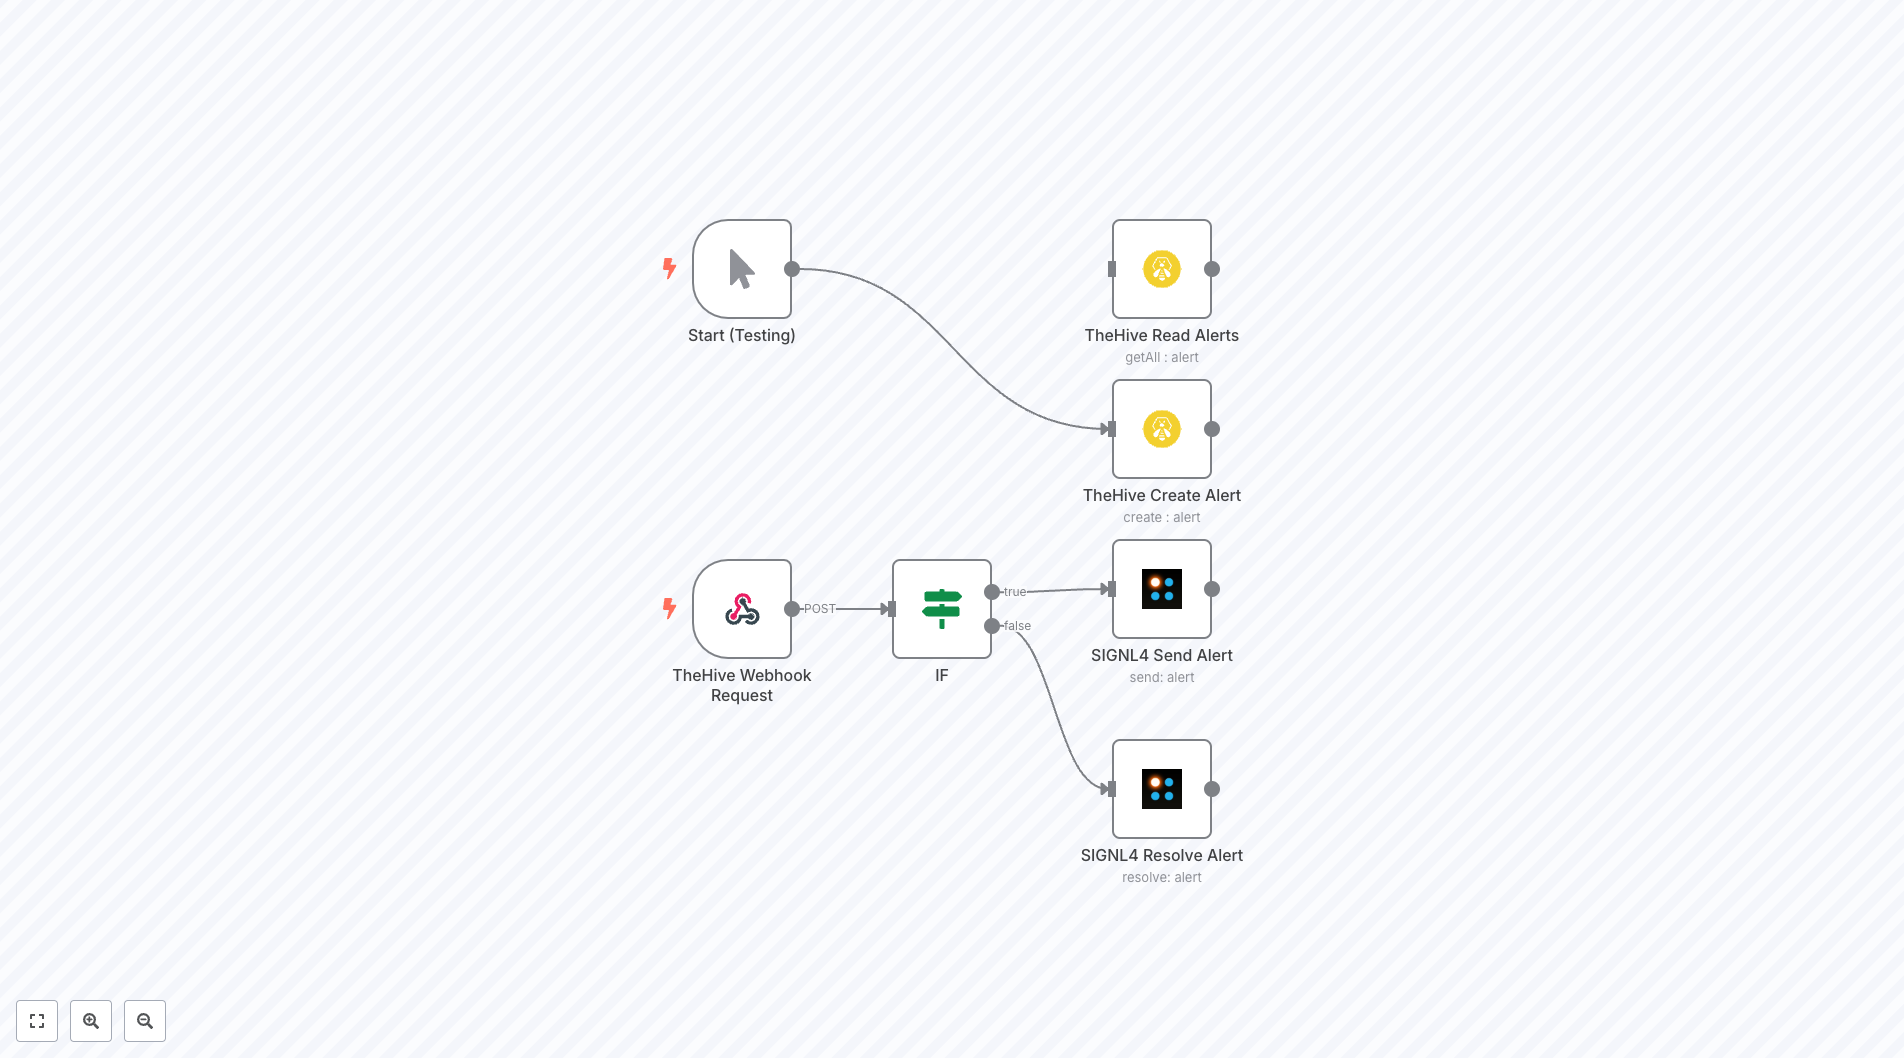 Start (Testing)
TheHive Read Alerts
getAll : alert
TheHive Create Alert
create : alert
POST
true
false
TheHive Webhook
Request
IF
SIGNL4 Send Alert
send: alert
SIGNL4 Resolve Alert
resolve: alert